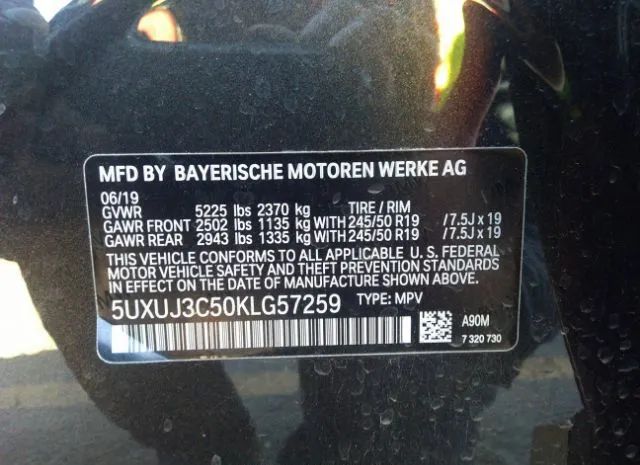 MFD BY BAYERISCHE MOTOREN WERKE AG
06/19 TIRE / RIM
GVWR 5225 lbs 2370 kg
GAWR FRONT 2502 lbs 1135 kg WITH 245/50 R19 / 7.5J x 19
GAWR REAR 2943 lbs 1335 kg WITH 245/50 R19 / 7.5J x 19
THIS VEHICLE CONFORMS TO ALL APPLICABLE U. S. FEDERAL
MOTOR VEHICLE SAFETY AND THEFT PREVENTION STANDARDS
IN EFFECT ON THE DATE OF MANUFACTURE SHOWN ABOVE.
5UXUJ3C50KLG57259 TYPE: MPV
A90M
7 320 730